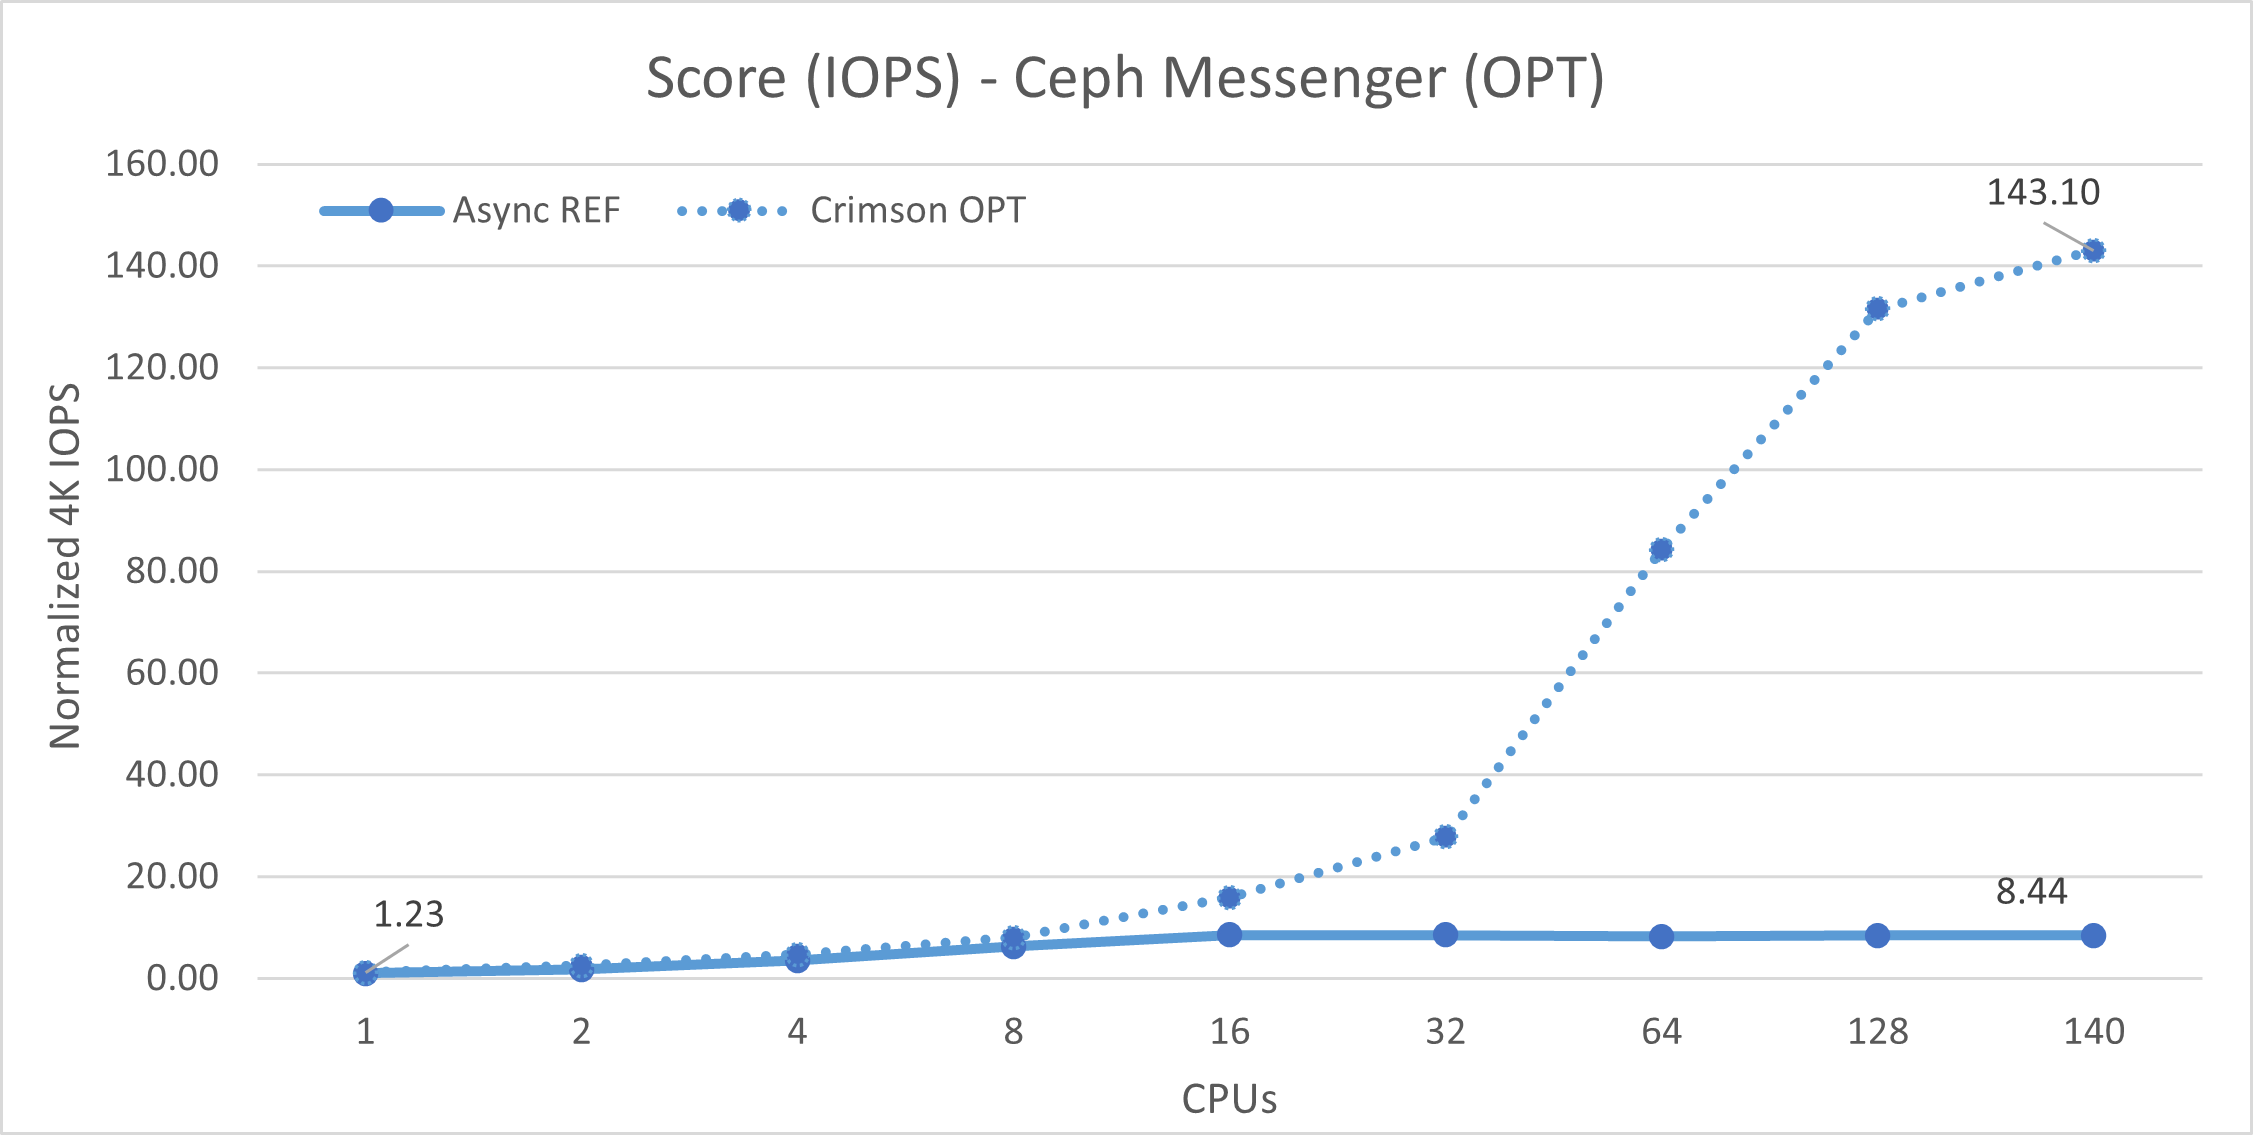 Score (IOPS) - Ceph Messenger (OPT)
Normalized 4K IOPS
160.00
140.00
120.00
100.00
80.00
60.00
40.00
20.00
0.00
Async REF
Crimson OPT
143.10
8.44
1.23
1 2 4 8 16 32 64 128 140
CPUs